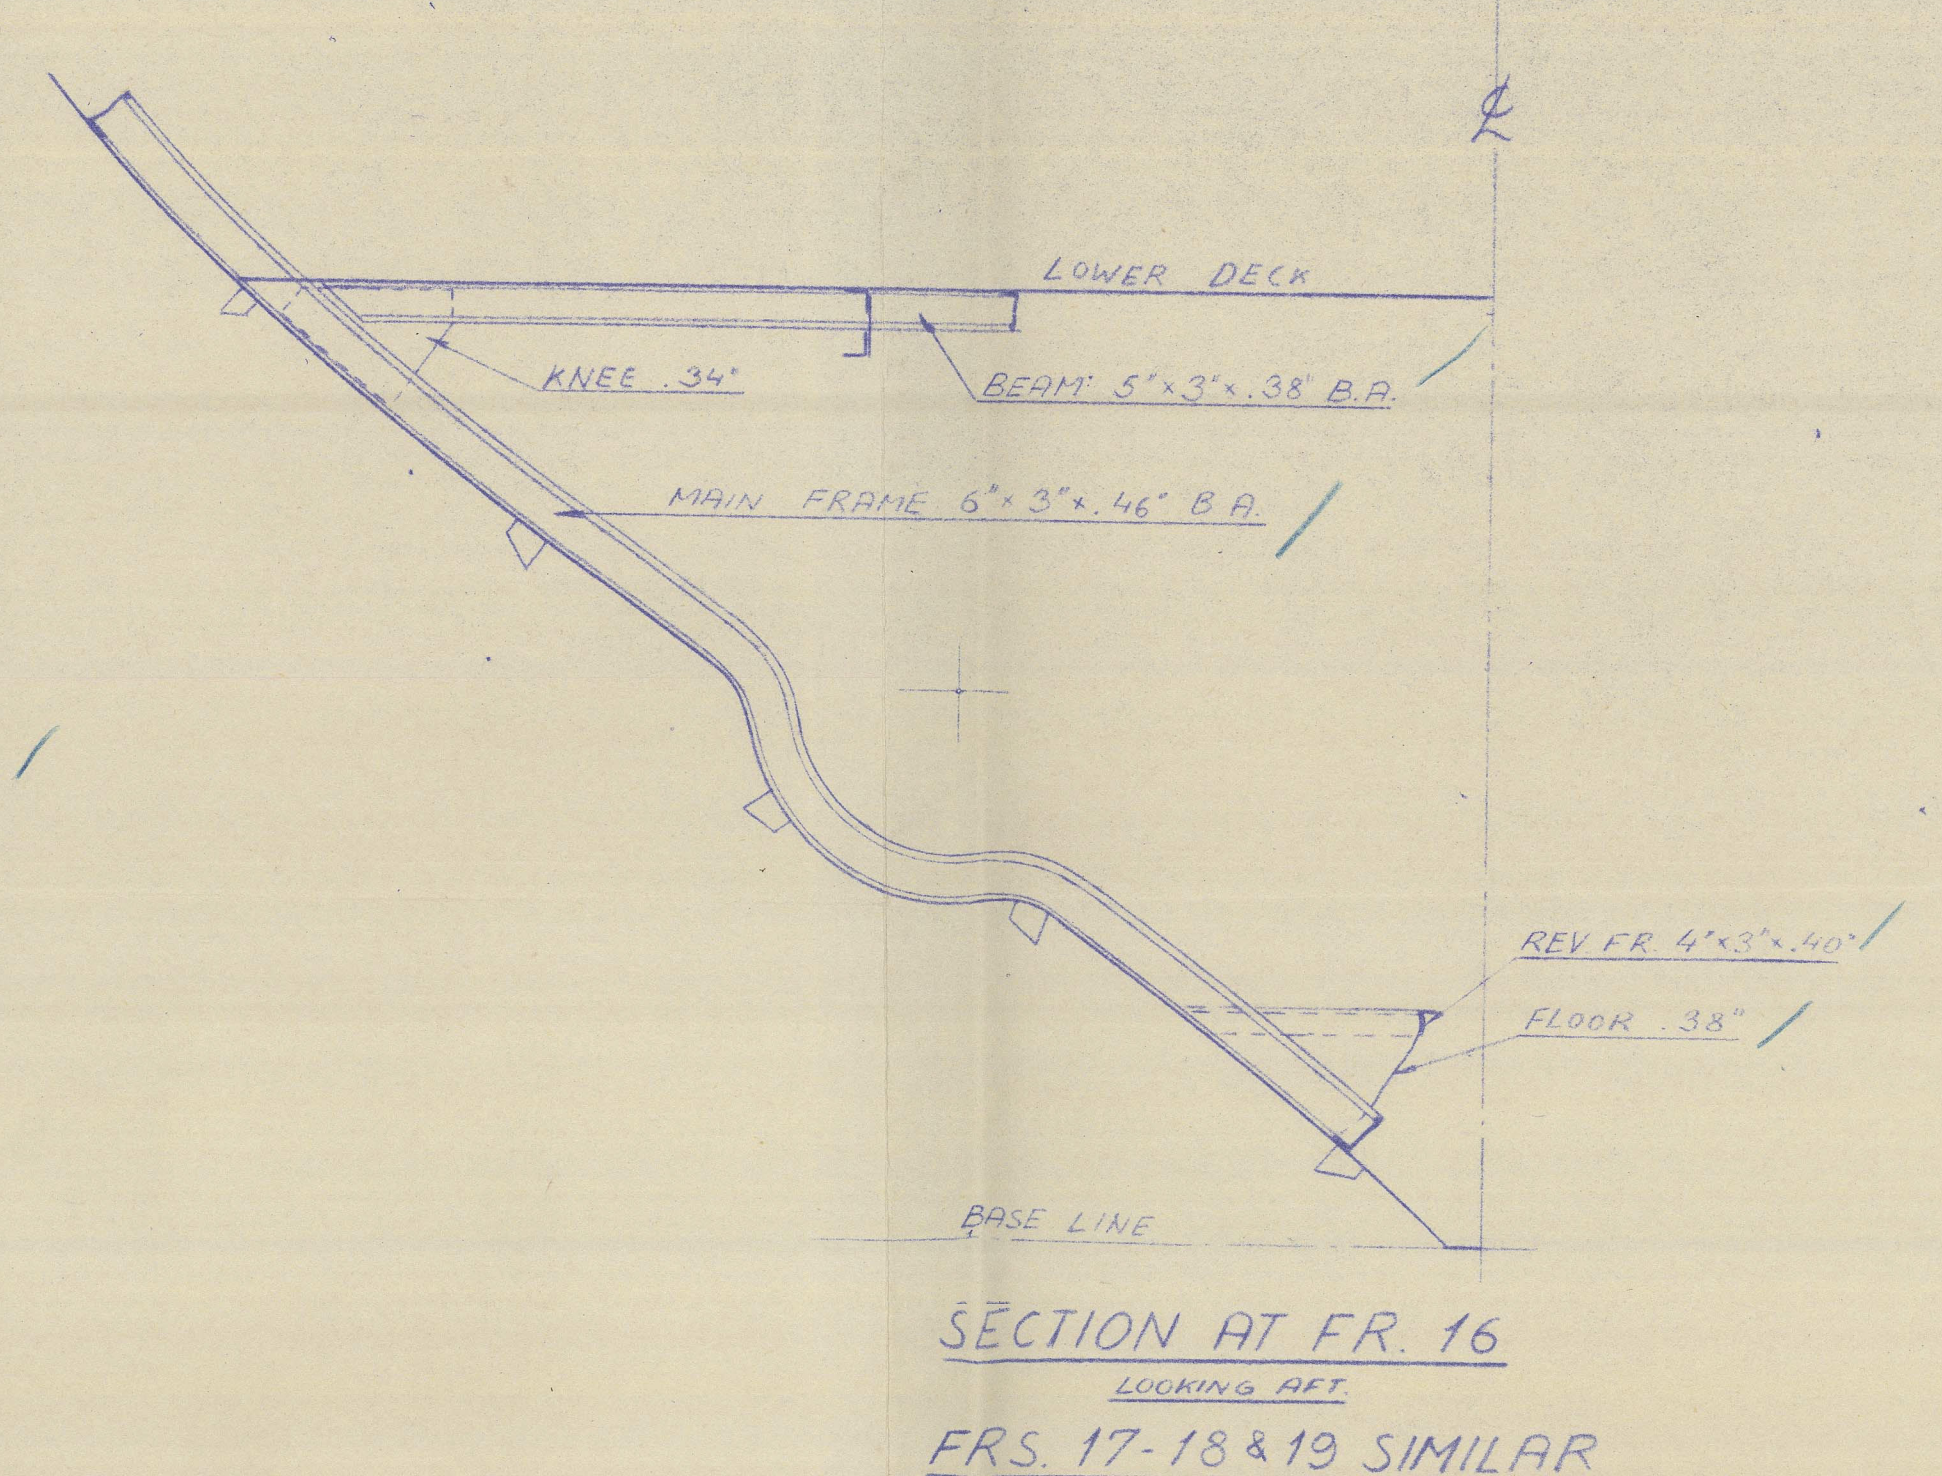 ℄
LOWER DECK
KNEE .34"
BEAM 5"×3"×.38" B.A.
MAIN FRAME 6"×3"×.46" B A.
REV FR. 4"×3"×.40"
FLOOR .38"
BASE LINE
SECTION AT FR. 16
LOOKING AFT.
FRS. 17-18 & 19 SIMILAR